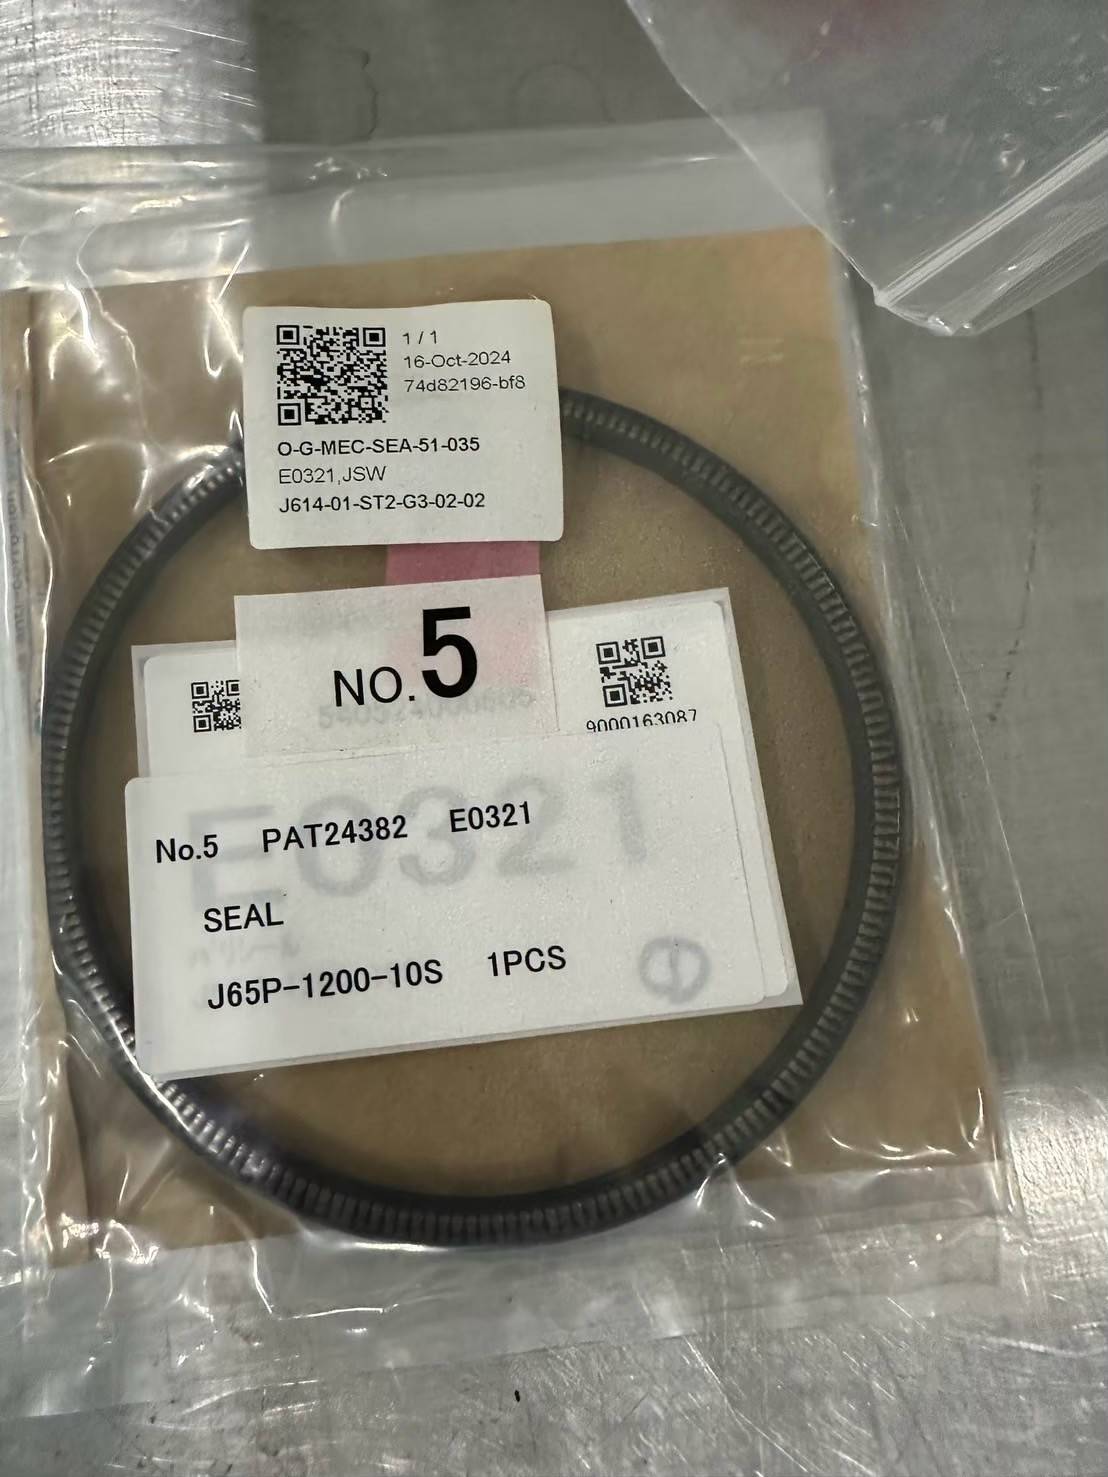 1 / 1
16-Oct-2024
74d82196-bf8
O-G-MEC-SEA-51-035
E0321,JSW
J614-01-ST2-G3-02-02
NO.5
9000163087
No.5 PAT24382 E0321
E0321
SEAL
J65P-1200-10S 1PCS